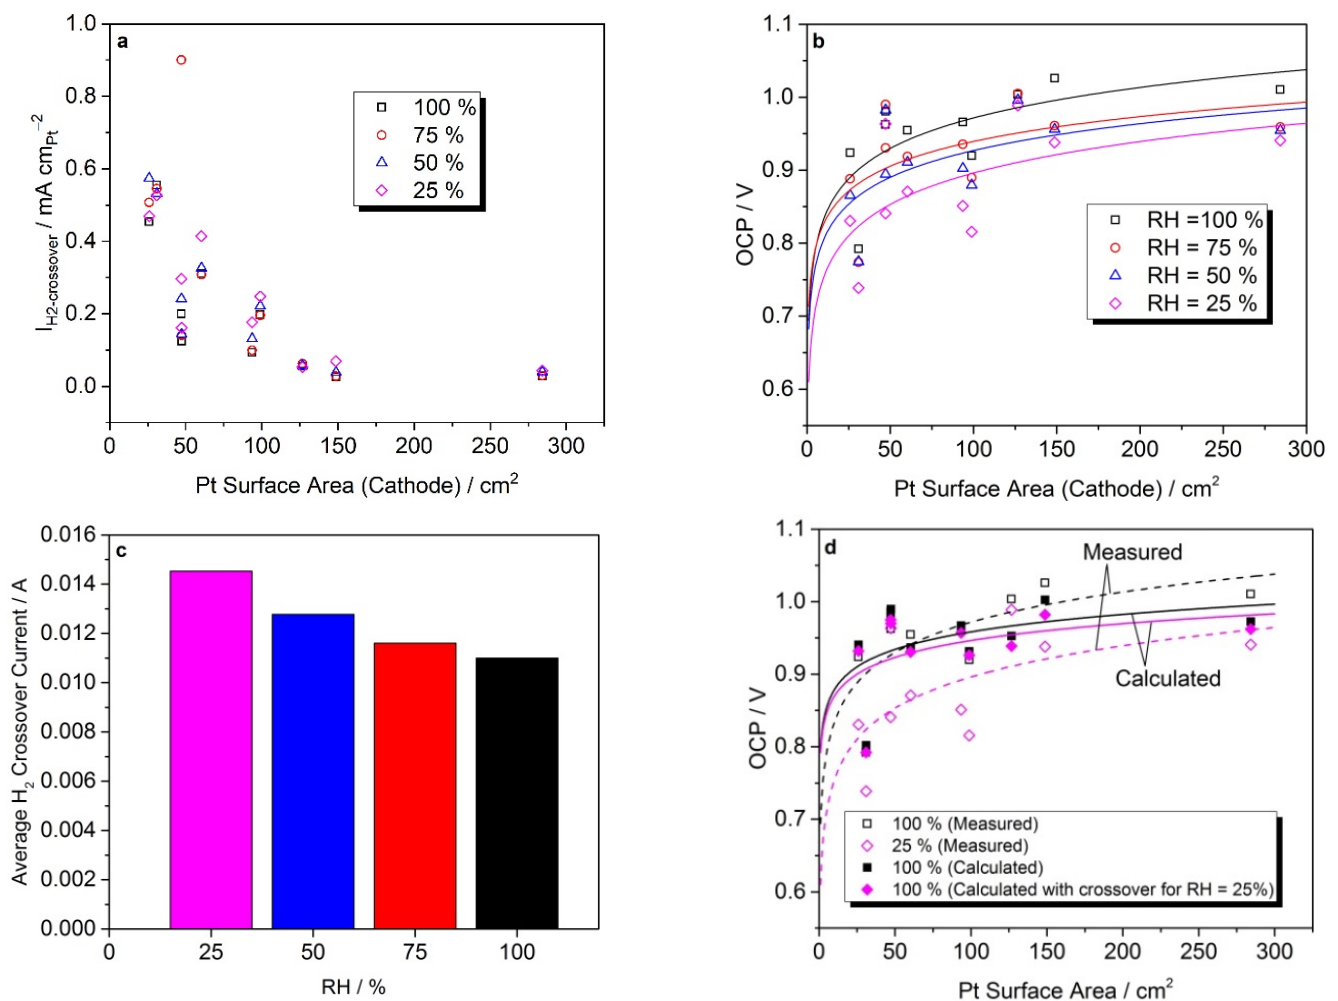 a
1.0
0.8
0.6
0.4
0.2
0.0
I_H2-crossover / mA cm_Pt^−2
100 %
75 %
50 %
25 %
0 50 100 150 200 250 300
Pt Surface Area (Cathode) / cm²
b
1.1
1.0
0.9
0.8
0.7
0.6
OCP / V
RH =100 %
RH = 75 %
RH = 50 %
RH = 25 %
0 50 100 150 200 250 300
Pt Surface Area (Cathode) / cm²
c
0.016
0.014
0.012
0.010
0.008
0.006
0.004
0.002
0.000
Average H₂ Crossover Current / A
0 25 50 75 100
RH / %
d
1.1
1.0
0.9
0.8
0.7
0.6
OCP / V
Measured
Calculated
100 % (Measured)
25 % (Measured)
100 % (Calculated)
100 % (Calculated with crossover for RH = 25%)
0 50 100 150 200 250 300
Pt Surface Area / cm²